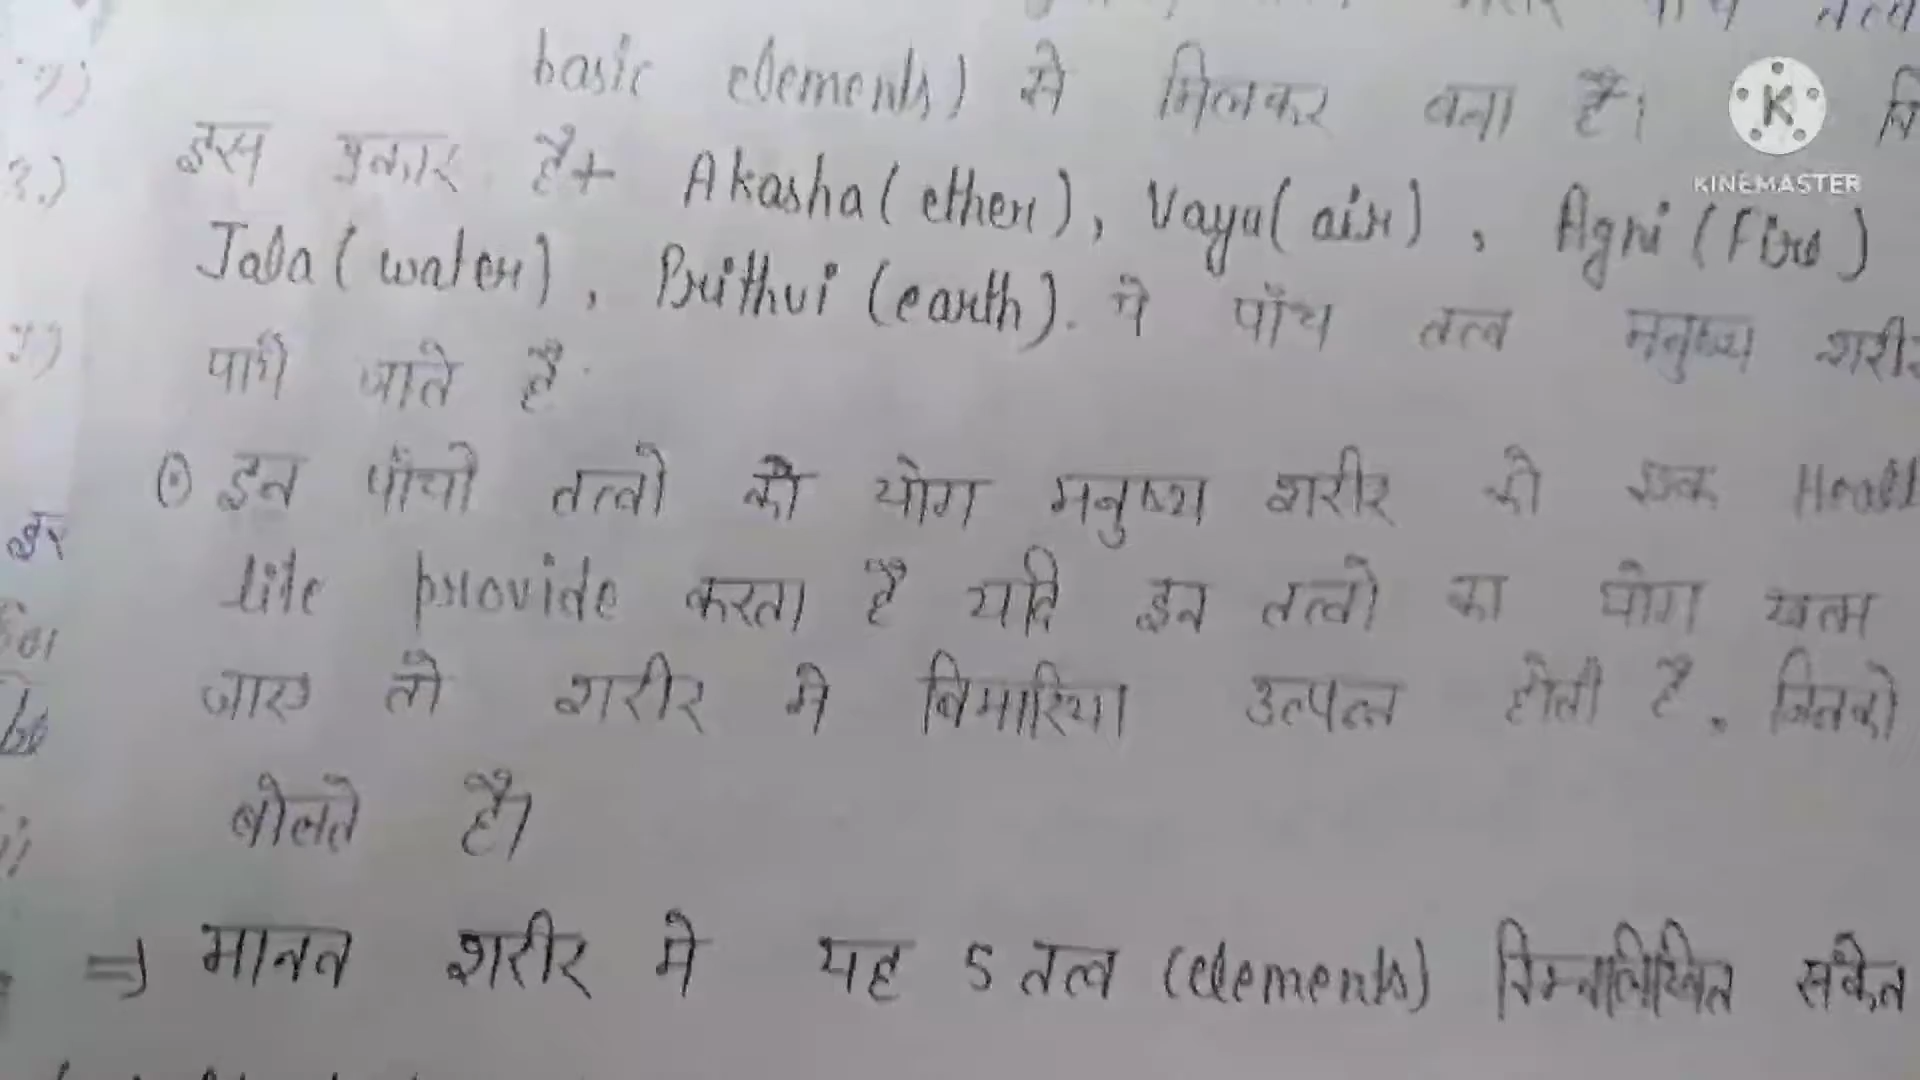 basic elements) से मिलकर बना है।
इस प्रकार है + Akasha (ether), Vayu (air), Agni (Fire)
Jala (water), Prithvi (earth). ये पाँच तत्व मनुष्य शरीर
पाये जाते है.
इन पांचो तत्वो को योग मनुष्य शरीर को एक Healt
life provide करता है यदि इन तत्वो का योग खत्म
जाए तो शरीर मे बिमारिया उत्पन्न होती है. जिनको
बोलते है।
=> मानव शरीर मे यह 5 तत्व (elements) निम्नलिखित संकेत
K
KINEMASTER